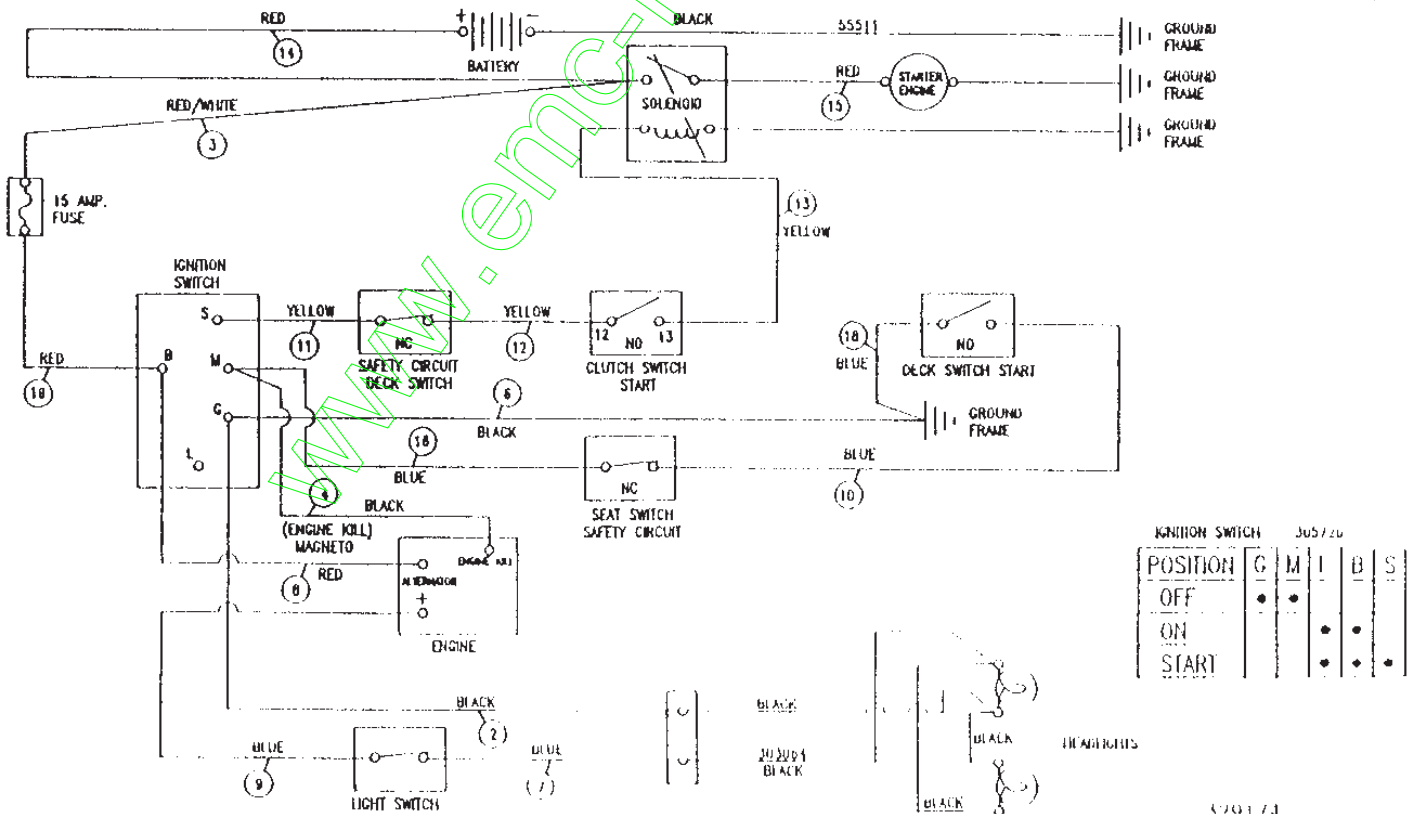 RED
14
+
-
BATTERY
BLACK
55511
GROUND
FRAME
RED/WHITE
3
SOLENOID
RED
15
STARTER
ENGINE
GROUND
FRAME
GROUND
FRAME
15 AMP.
FUSE
13
YELLOW
IGNITION
SWITCH
S
YELLOW
11
NC
SAFETY CIRCUIT
DECK SWITCH
YELLOW
12
12
NO
13
CLUTCH SWITCH
START
18
BLUE
NO
DECK SWITCH START
RED
B
M
G
6
BLACK
GROUND
FRAME
L
16
BLUE
NC
SEAT SWITCH
SAFETY CIRCUIT
BLUE
10
4
BLACK
(ENGINE KILL)
MAGNETO
RED
ALTERNATOR
+
ENGINE KILL
ENGINE
IGNITION SWITCH 365726
POSITION G M L B S
OFF
ON
START
BLACK
2
BLACK
BLUE
9
LIGHT SWITCH
BLUE
7
BLACK
BLACK
HEADLIGHTS
BLACK
www.emc-